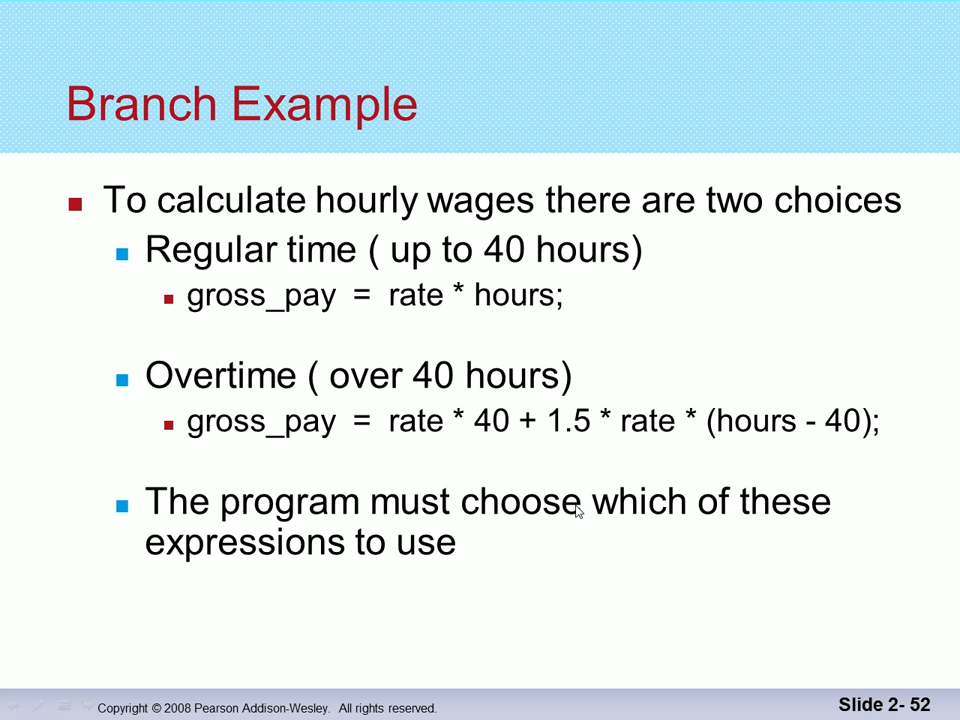 Branch Example
To calculate hourly wages there are two choices
Regular time ( up to 40 hours)
gross_pay = rate * hours;
Overtime ( over 40 hours)
gross_pay = rate * 40 + 1.5 * rate * (hours - 40);
The program must choose which of these
expressions to use
Copyright © 2008 Pearson Addison-Wesley. All rights reserved.
Slide 2- 52